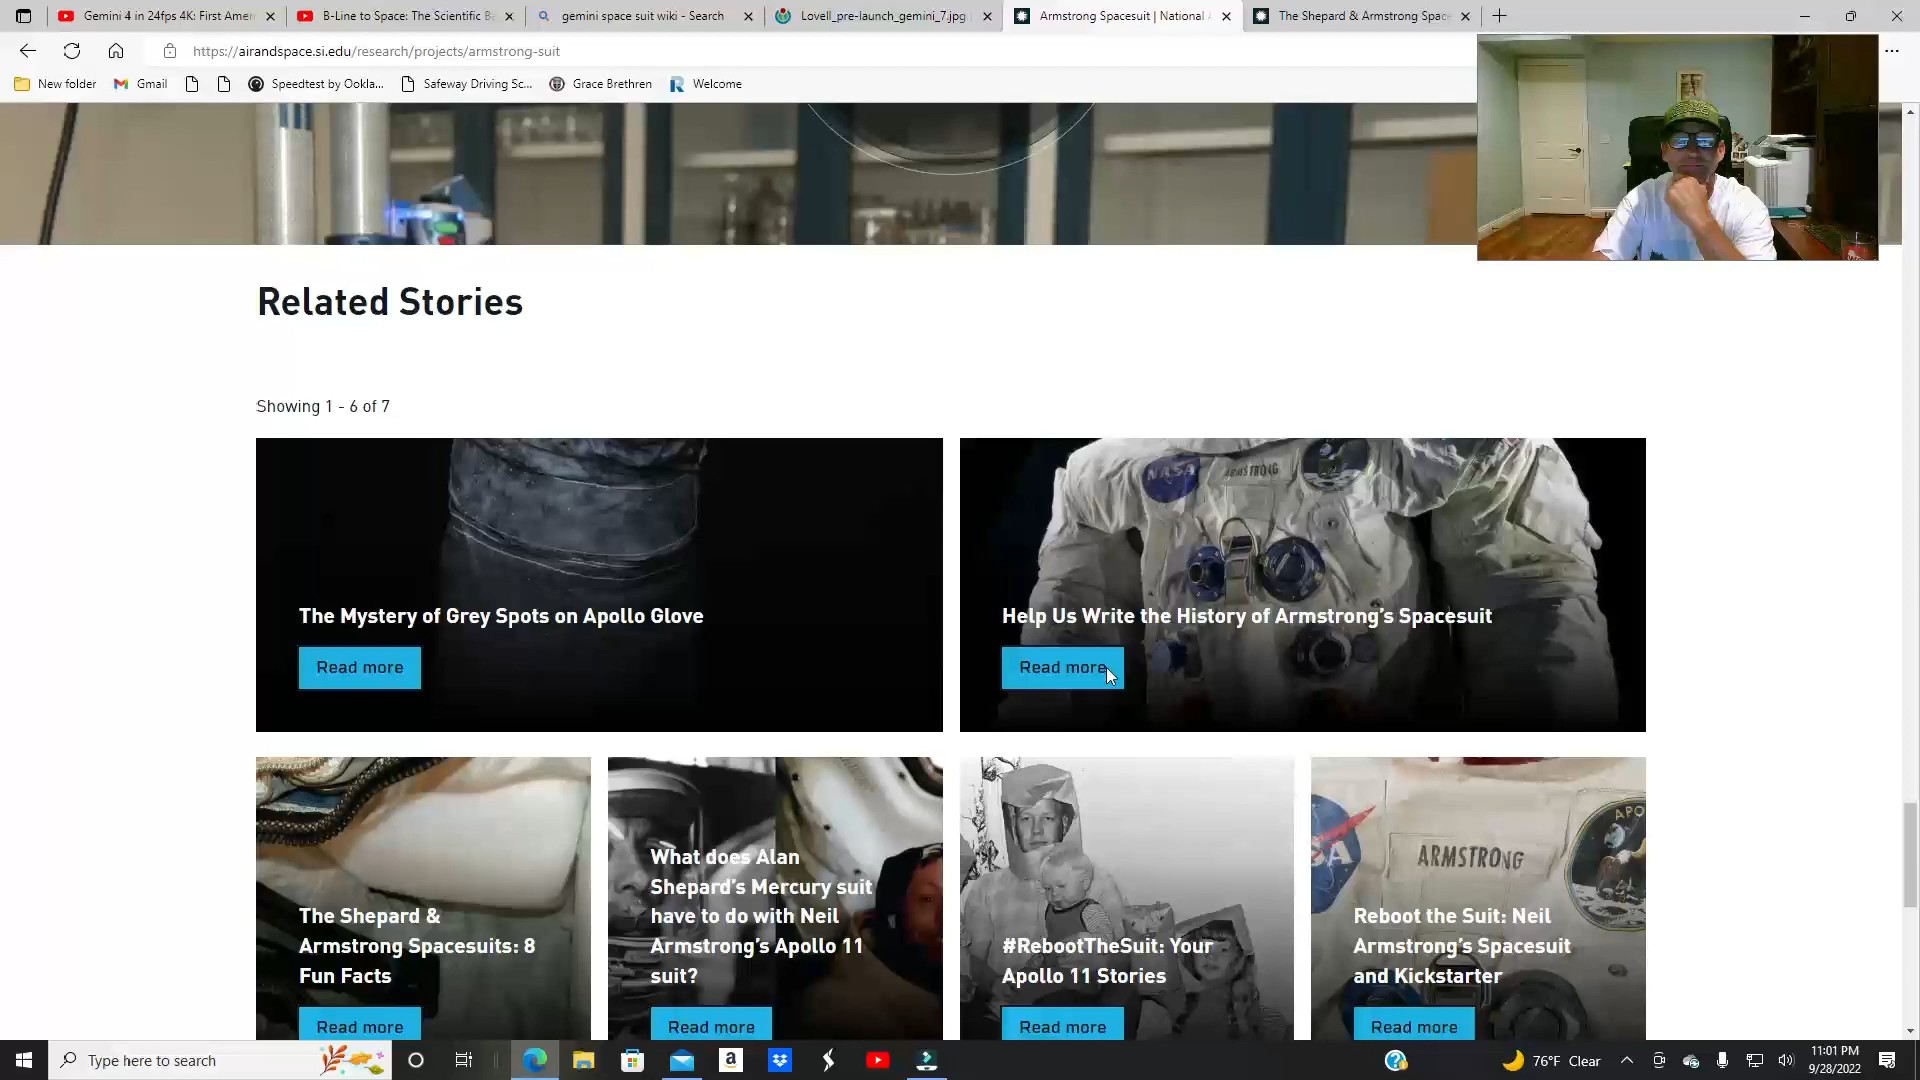 Gemini 4 in 24fps 4K: First Amer
B-Line to Space: The Scientific Ba
gemini space suit wiki - Search
Lovell_pre-launch_gemini_7.jpg
Armstrong Spacesuit | National
The Shepard & Armstrong Space
https://airandspace.si.edu/research/projects/armstrong-suit
New folder
Gmail
Speedtest by Ookla...
Safeway Driving Sc...
Grace Brethren
Welcome
Related Stories
Showing 1 - 6 of 7
NASA
ARMSTRONG
The Mystery of Grey Spots on Apollo Glove
Read more
Help Us Write the History of Armstrong's Spacesuit
Read more
The Shepard &
Armstrong Spacesuits: 8
Fun Facts
Read more
What does Alan
Shepard's Mercury suit
have to do with Neil
Armstrong's Apollo 11
suit?
Read more
#RebootTheSuit: Your
Apollo 11 Stories
Read more
SA
ARMSTRONG
APO
Reboot the Suit: Neil
Armstrong's Spacesuit
and Kickstarter
Read more
Type here to search
76°F Clear
11:01 PM
9/28/2022